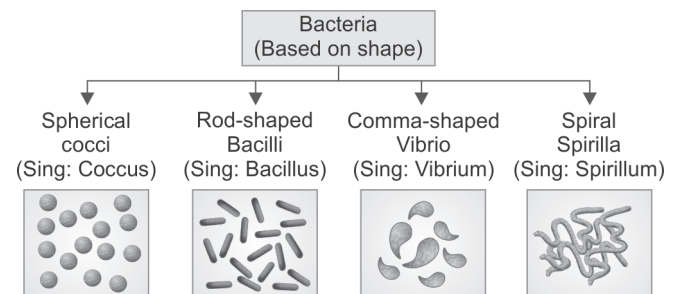 Bacteria
(Based on shape)
Spherical
cocci
(Sing: Coccus)
Rod-shaped
Bacilli
(Sing: Bacillus)
Comma-shaped
Vibrio
(Sing: Vibrium)
Spiral
Spirilla
(Sing: Spirillum)